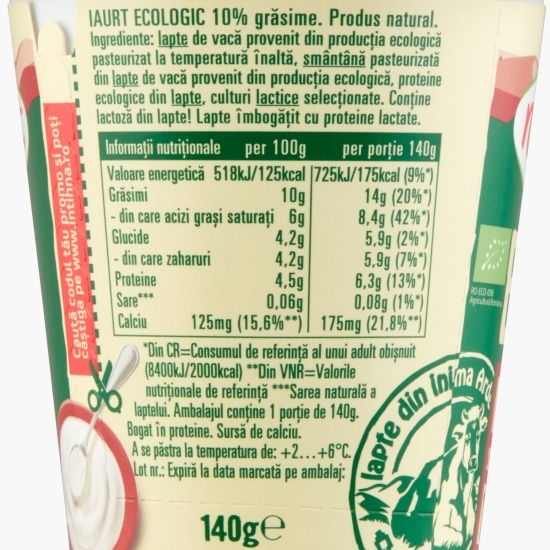 IAURT ECOLOGIC 10% grăsime. Produs natural.
Ingrediente: lapte de vacă provenit din producția ecologică
pasteurizat la temperatură înaltă, smântână pasteurizată
din lapte de vacă provenit din producția ecologică, proteine
ecologice din lapte, culturi lactice selecționate. Conține
lactoză din lapte! Lapte îmbogățit cu proteine lactate.
Informații nutriționale per 100g per porție 140g
Valoare energetică 518kJ/125kcal 725kJ/175kcal (9%*)
Grăsimi 10g 14g (20%*)
- din care acizi grași saturați 6g 8,4g (42%*)
Glucide 4,2g 5,9g (2%*)
- din care zaharuri 4,2g 5,9g (7%*)
Proteine 4,5g 6,3g (13%*)
Sare*** 0,06g 0,08g (1%*)
Calciu 125mg (15,6%**) 175mg (21,8%**)
*Din CR=Consumul de referință al unui adult obișnuit
(8400kJ/2000kcal) **Din VNR=Valorile
nutriționale de referință ***Sarea naturală a
laptelui. Ambalajul conține 1 porție de 140g.
Bogat în proteine. Sursă de calciu.
A se păstra la temperatura de: +2...+6°C.
Lot nr.: Expiră la data marcată pe ambalaj:
140g℮
Caută codul tău promo și poți
câștiga pe www.intihna.ro
RO-ECO-008
Agricultură România
lapte din inima